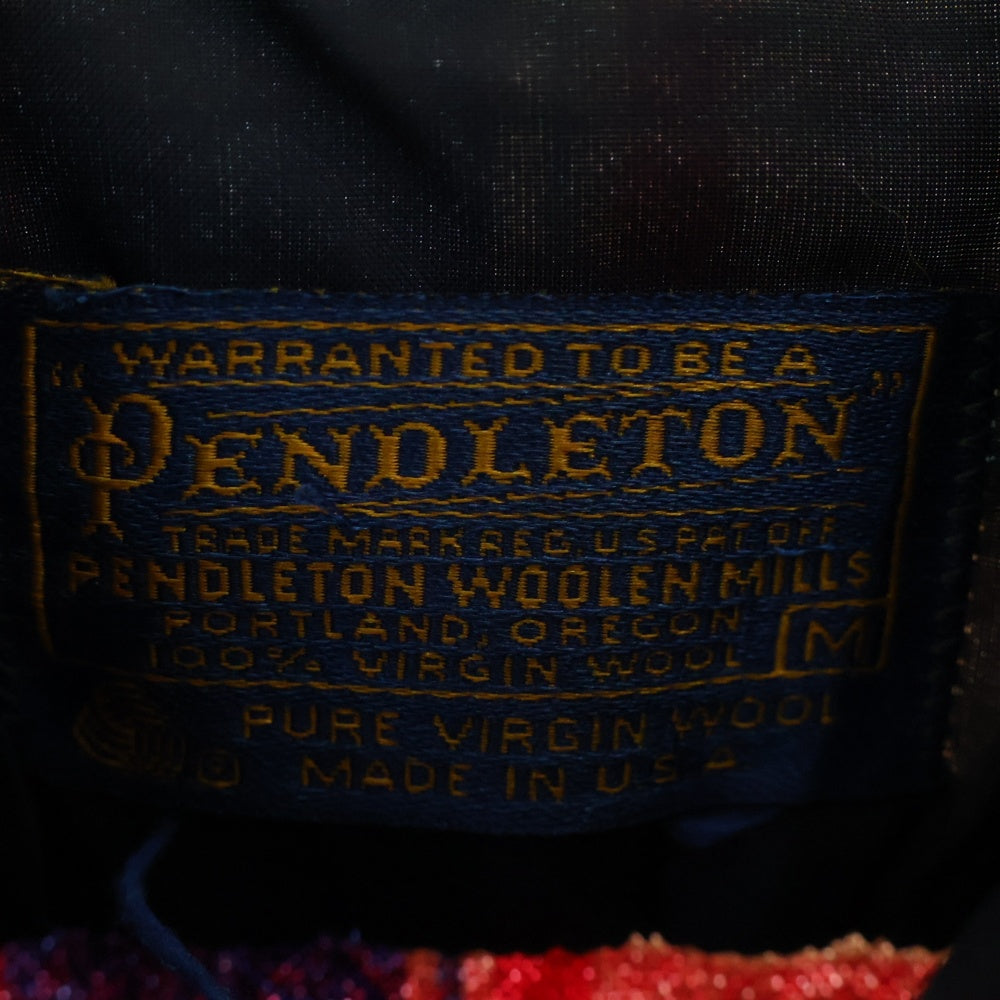 "WARRANTED TO BE A
PENDLETON"
TRADE MARK REG. U.S. PAT. OFF.
PENDLETON WOOLEN MILLS
PORTLAND, OREGON
100% VIRGIN WOOL M
PURE VIRGIN WOOL
R MADE IN U S A